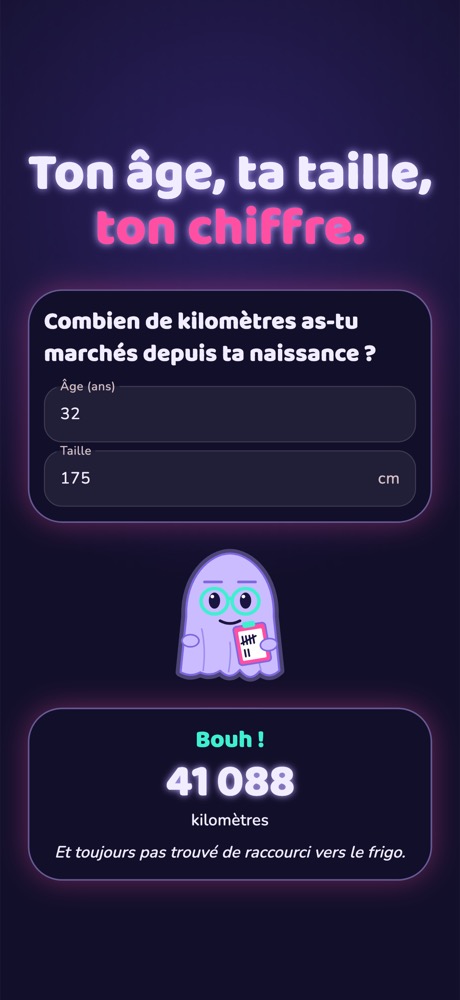 Ton âge, ta taille,
ton chiffre.
Combien de kilomètres as-tu
marchés depuis ta naissance ?
Âge (ans)
32
Taille
175 cm
Bouh !
41 088
kilomètres
Et toujours pas trouvé de raccourci vers le frigo.